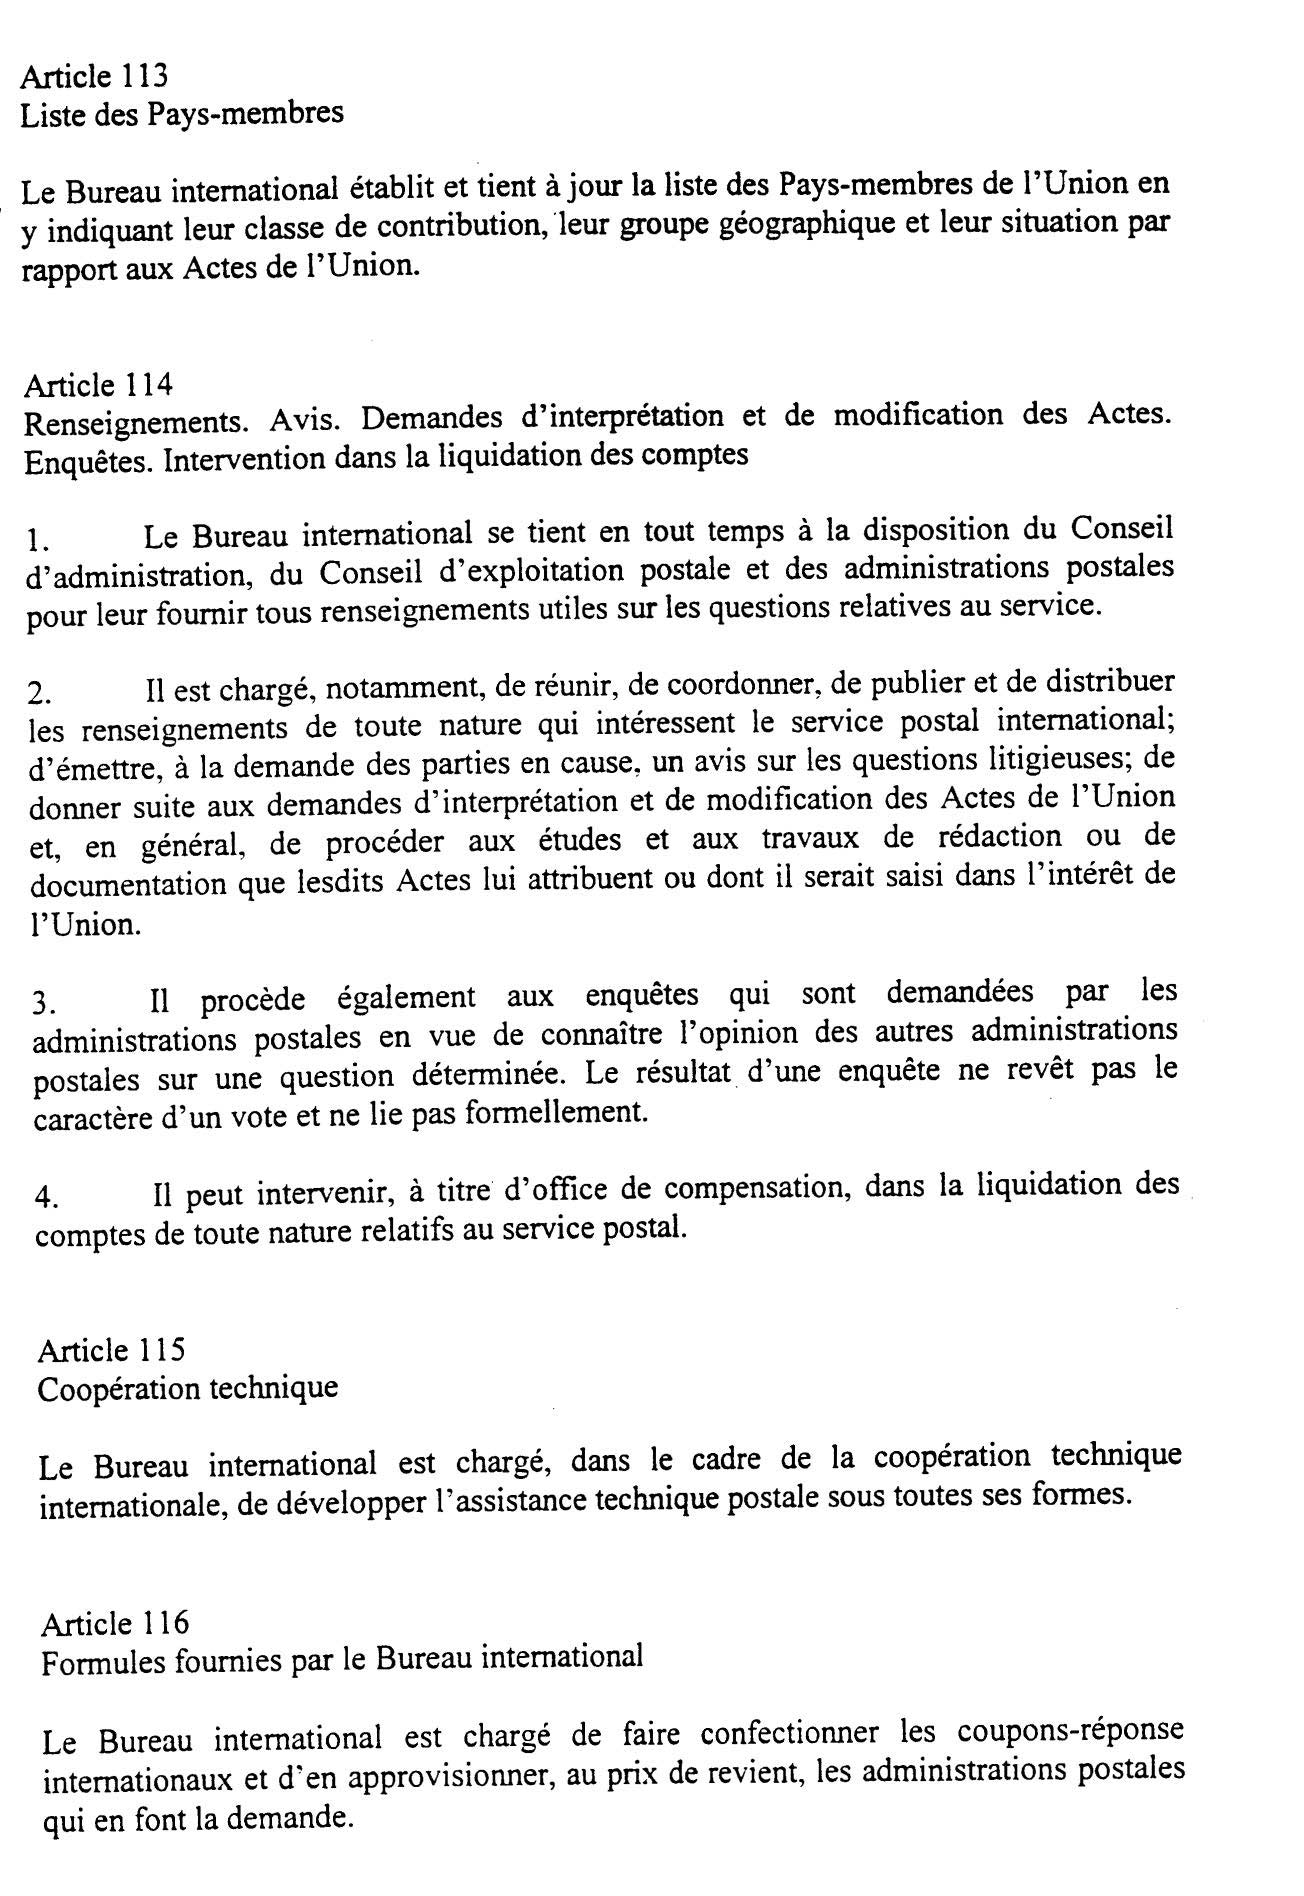 Article 113
Liste des Pays-membres
Le Bureau international établit et tient à jour la liste des Pays-membres de l'Union en
y indiquant leur classe de contribution, leur groupe géographique et leur situation par
rapport aux Actes de l'Union.
Article 114
Renseignements. Avis. Demandes d'interprétation et de modification des Actes.
Enquêtes. Intervention dans la liquidation des comptes
1. Le Bureau international se tient en tout temps à la disposition du Conseil
d'administration, du Conseil d'exploitation postale et des administrations postales
pour leur fournir tous renseignements utiles sur les questions relatives au service.
2. Il est chargé, notamment, de réunir, de coordonner, de publier et de distribuer
les renseignements de toute nature qui intéressent le service postal international;
d'émettre, à la demande des parties en cause, un avis sur les questions litigieuses; de
donner suite aux demandes d'interprétation et de modification des Actes de l'Union
et, en général, de procéder aux études et aux travaux de rédaction ou de
documentation que lesdits Actes lui attribuent ou dont il serait saisi dans l'intérêt de
l'Union.
3. Il procède également aux enquêtes qui sont demandées par les
administrations postales en vue de connaître l'opinion des autres administrations
postales sur une question déterminée. Le résultat d'une enquête ne revêt pas le
caractère d'un vote et ne lie pas formellement.
4. Il peut intervenir, à titre d'office de compensation, dans la liquidation des
comptes de toute nature relatifs au service postal.
Article 115
Coopération technique
Le Bureau international est chargé, dans le cadre de la coopération technique
internationale, de développer l'assistance technique postale sous toutes ses formes.
Article 116
Formules fournies par le Bureau international
Le Bureau international est chargé de faire confectionner les coupons-réponse
internationaux et d'en approvisionner, au prix de revient, les administrations postales
qui en font la demande.